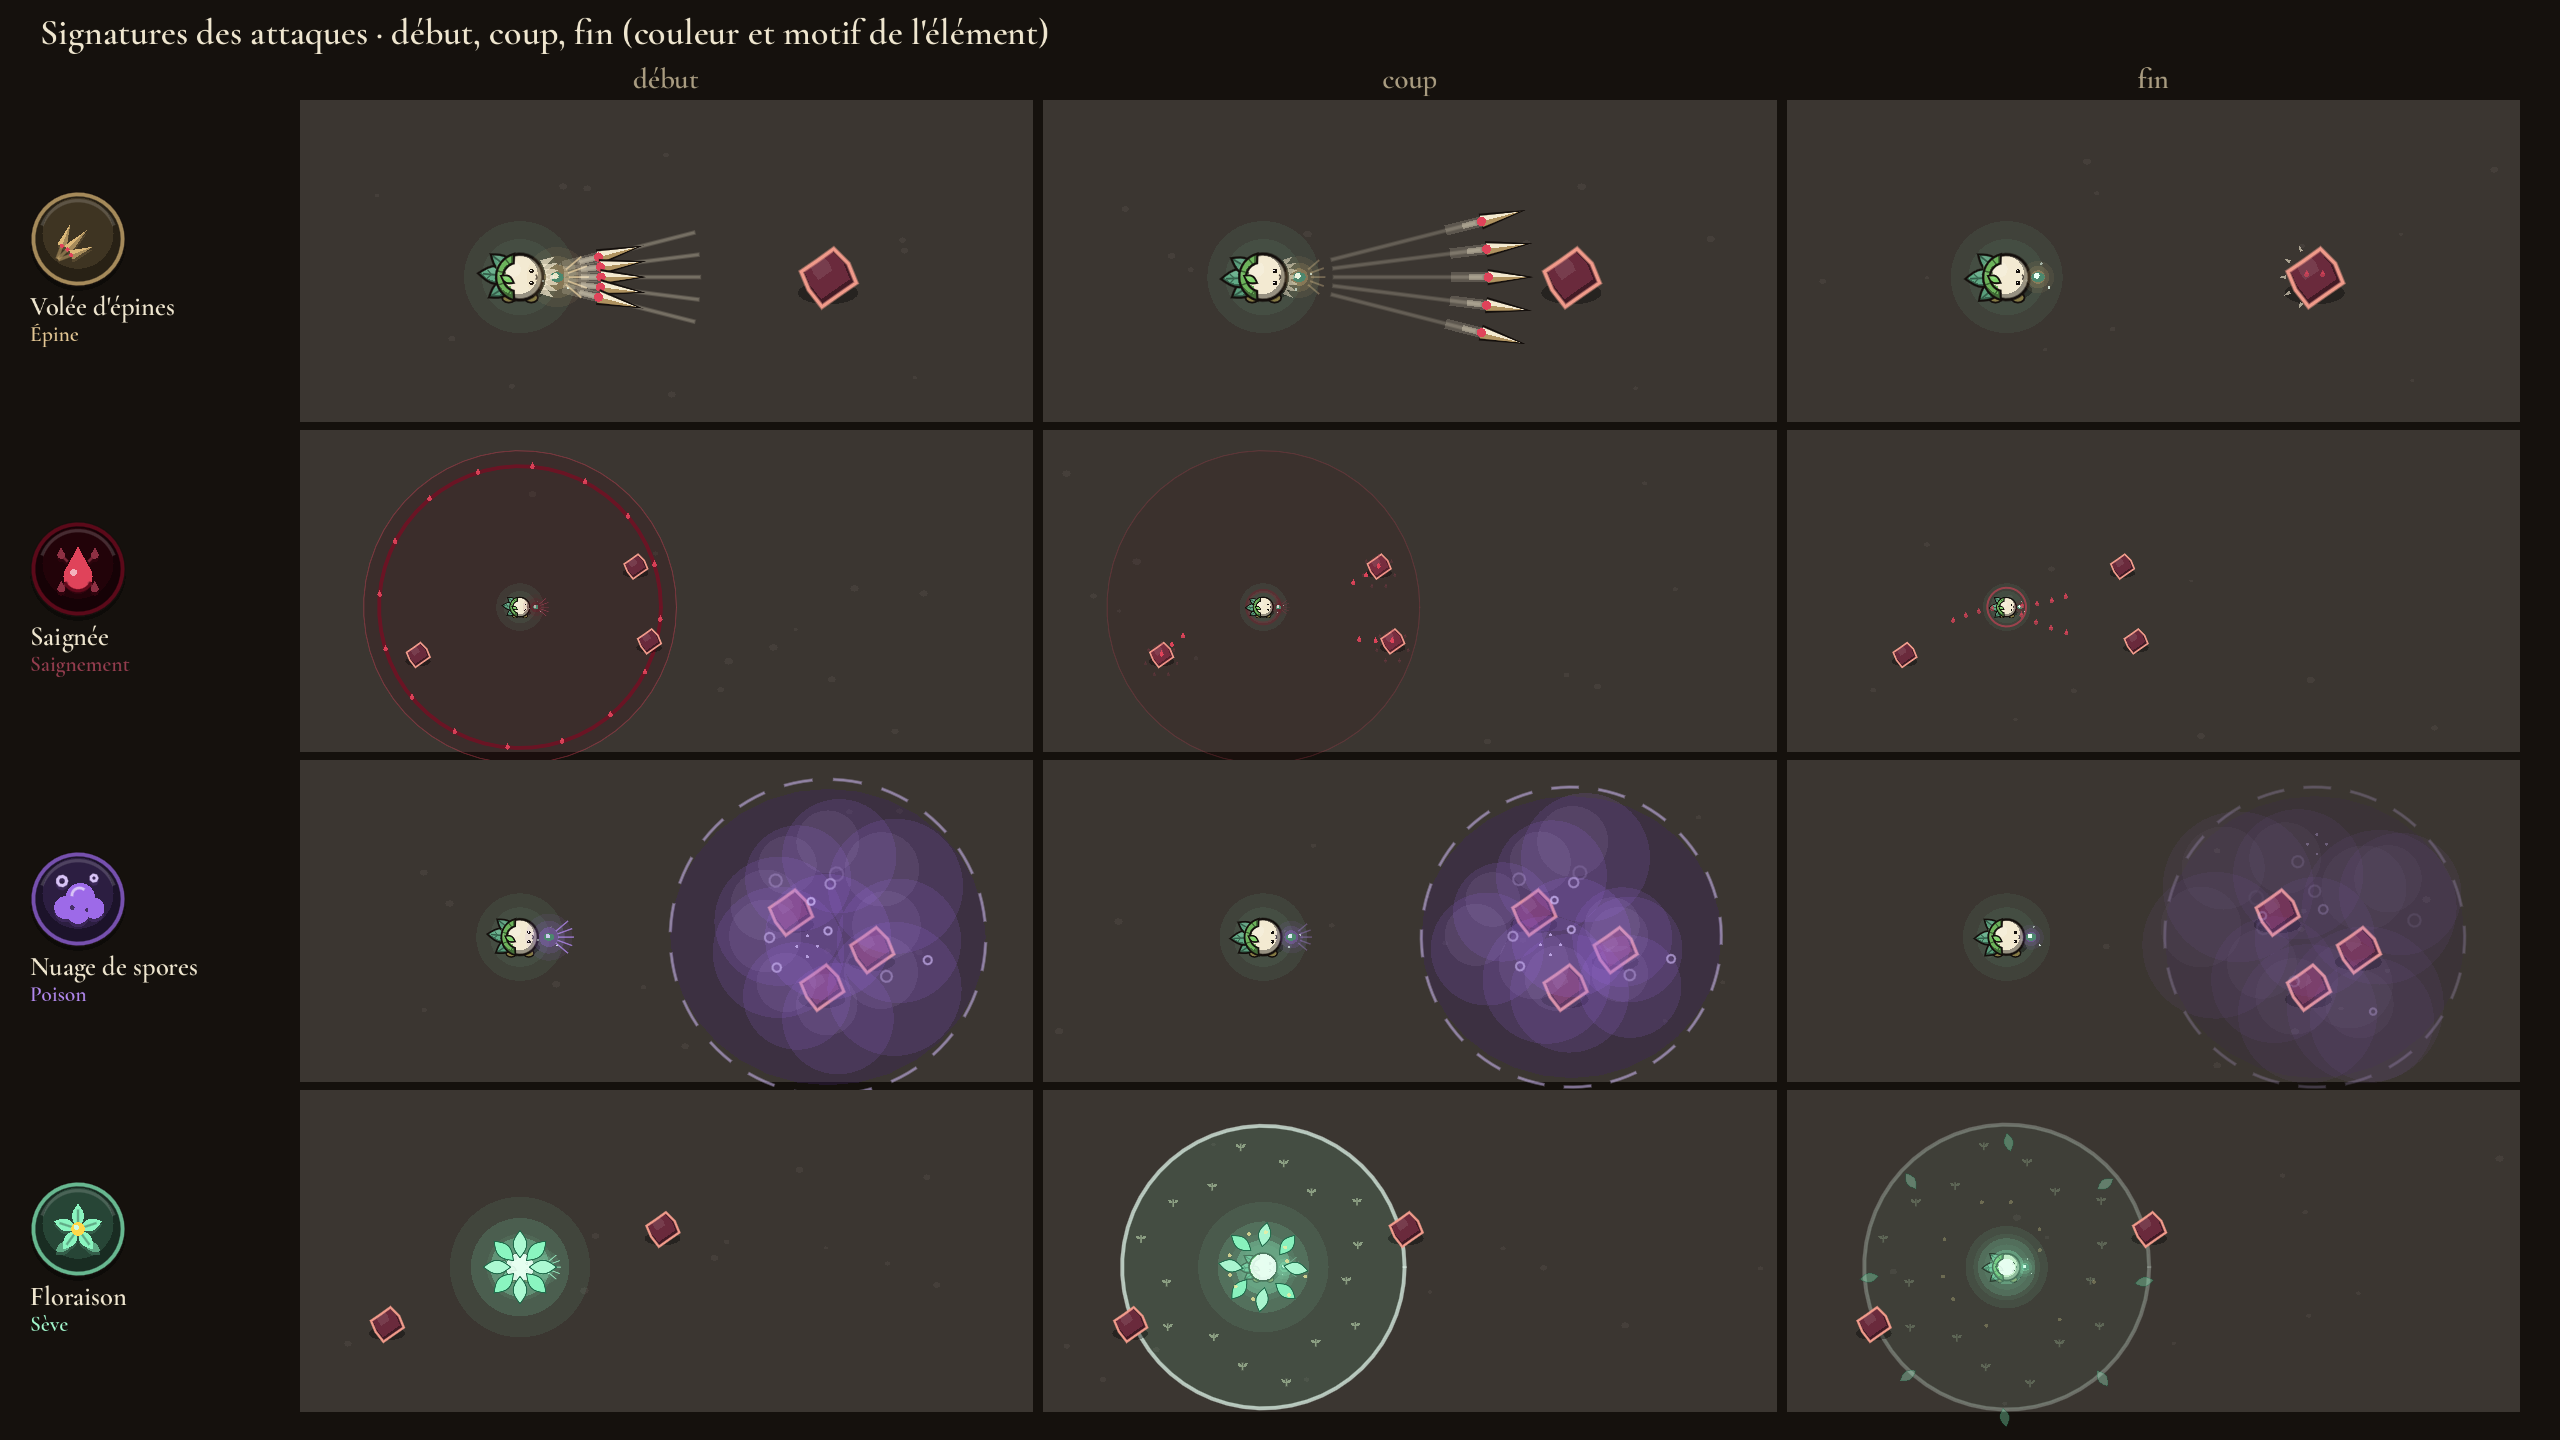 Signatures des attaques · début, coup, fin (couleur et motif de l'élément)
début
coup
fin
Volée d'épines
Épine
Saignée
Saignement
Nuage de spores
Poison
Floraison
Sève